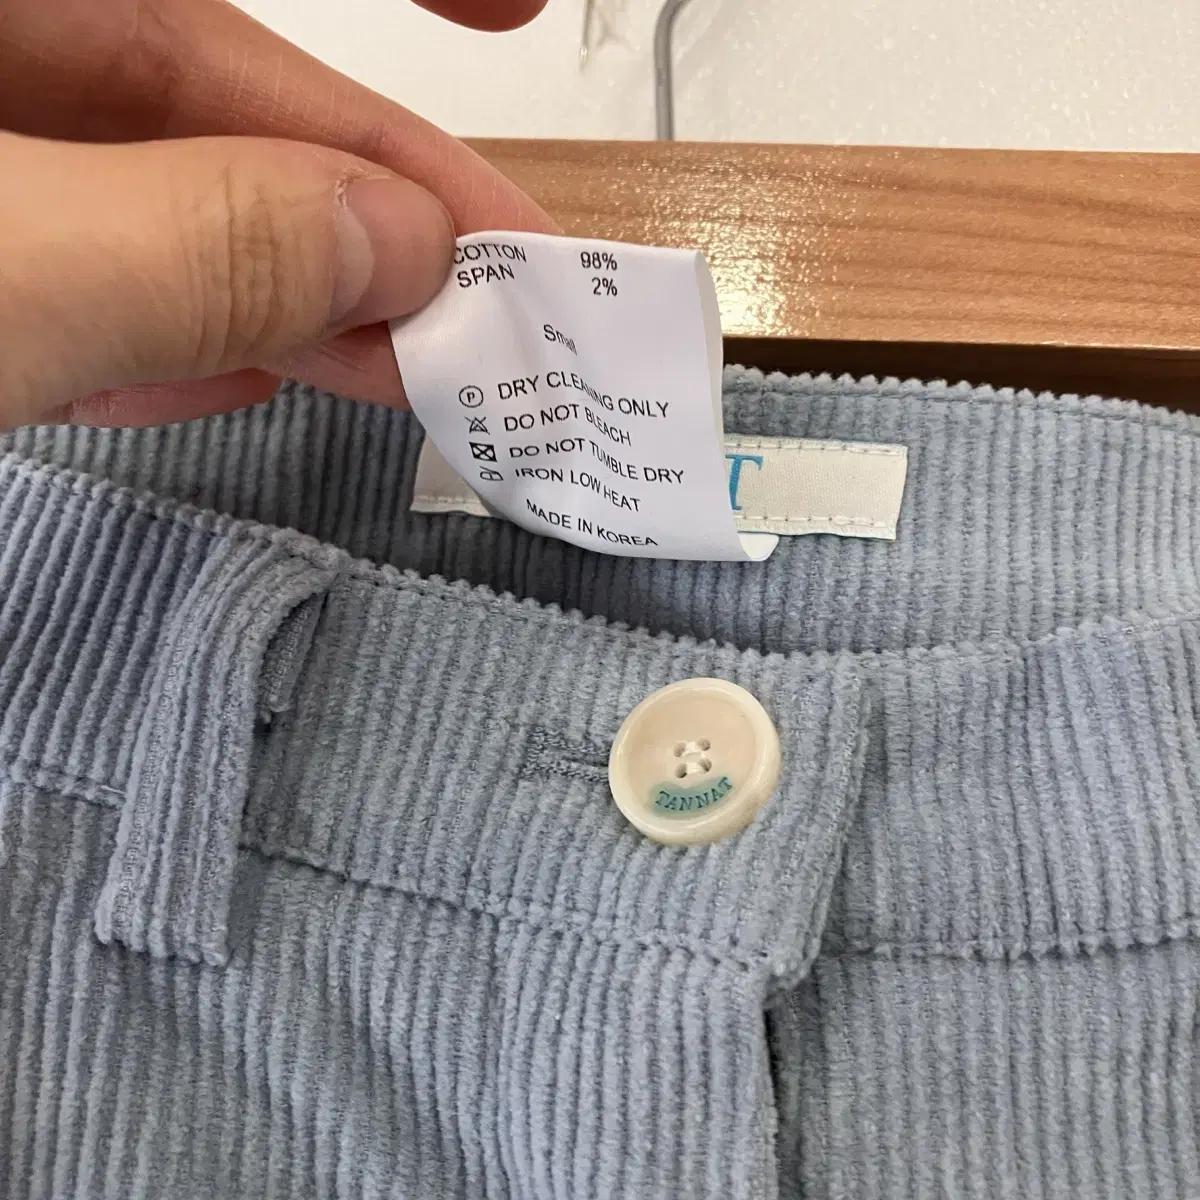 COTTON 98%
SPAN 2%
Small
P DRY CLEANING ONLY
DO NOT BLEACH
DO NOT TUMBLE DRY
IRON LOW HEAT
MADE IN KOREA
T
TANNAT